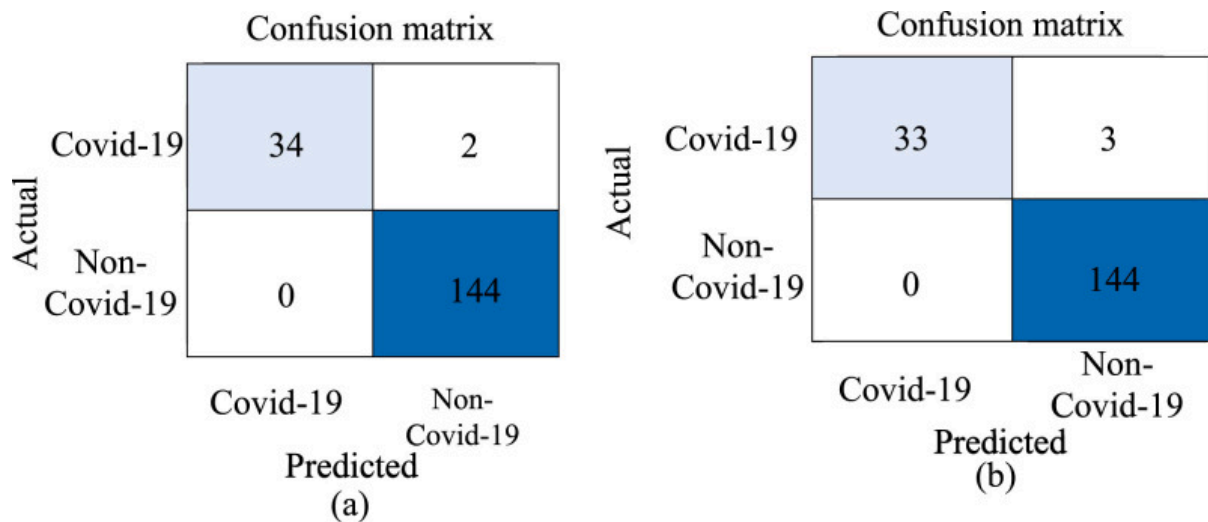 Confusion matrix
Actual
Covid-19
34
2
Non-
Covid-19
0
144
Covid-19
Non-
Covid-19
Predicted
(a)
Confusion matrix
Actual
Covid-19
33
3
Non-
Covid-19
0
144
Covid-19
Non-
Covid-19
Predicted
(b)